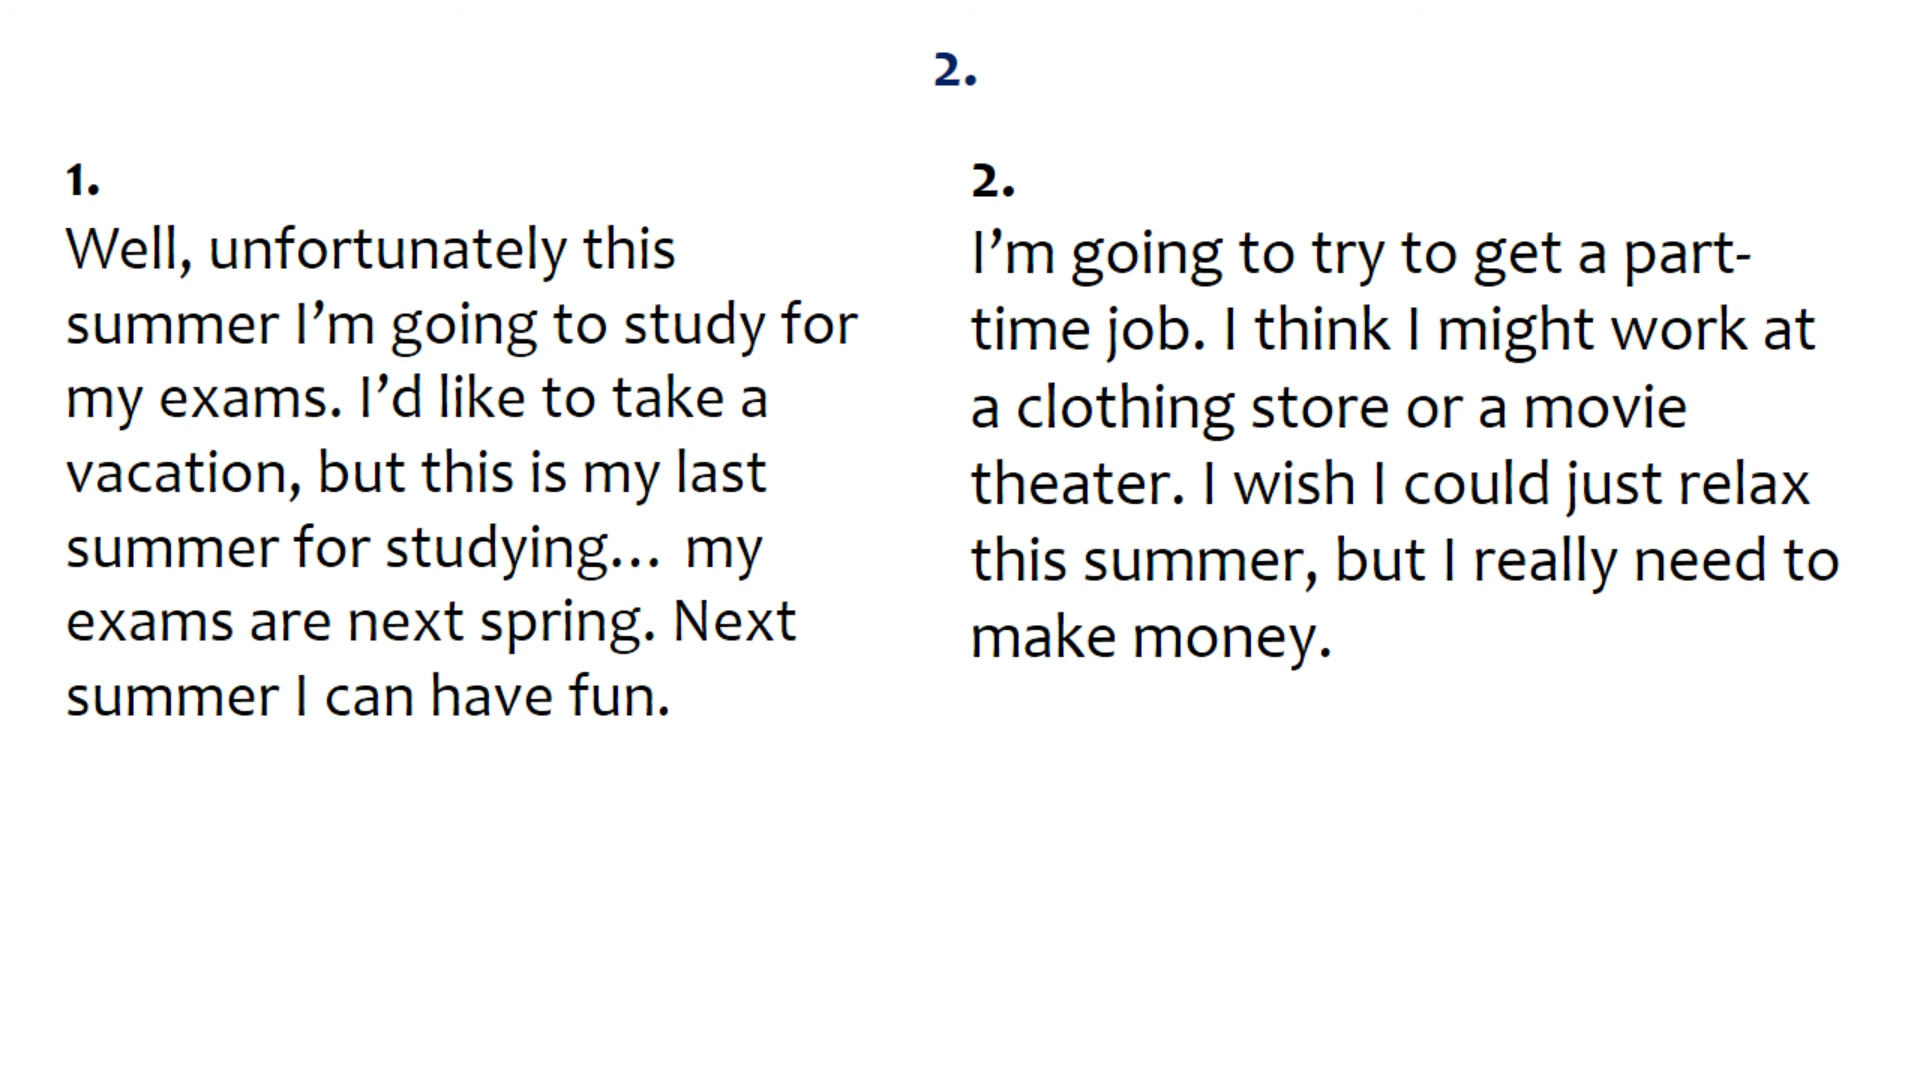 2.
1.
Well, unfortunately this
summer I’m going to study for
my exams. I’d like to take a
vacation, but this is my last
summer for studying… my
exams are next spring. Next
summer I can have fun.
2.
I’m going to try to get a part-
time job. I think I might work at
a clothing store or a movie
theater. I wish I could just relax
this summer, but I really need to
make money.